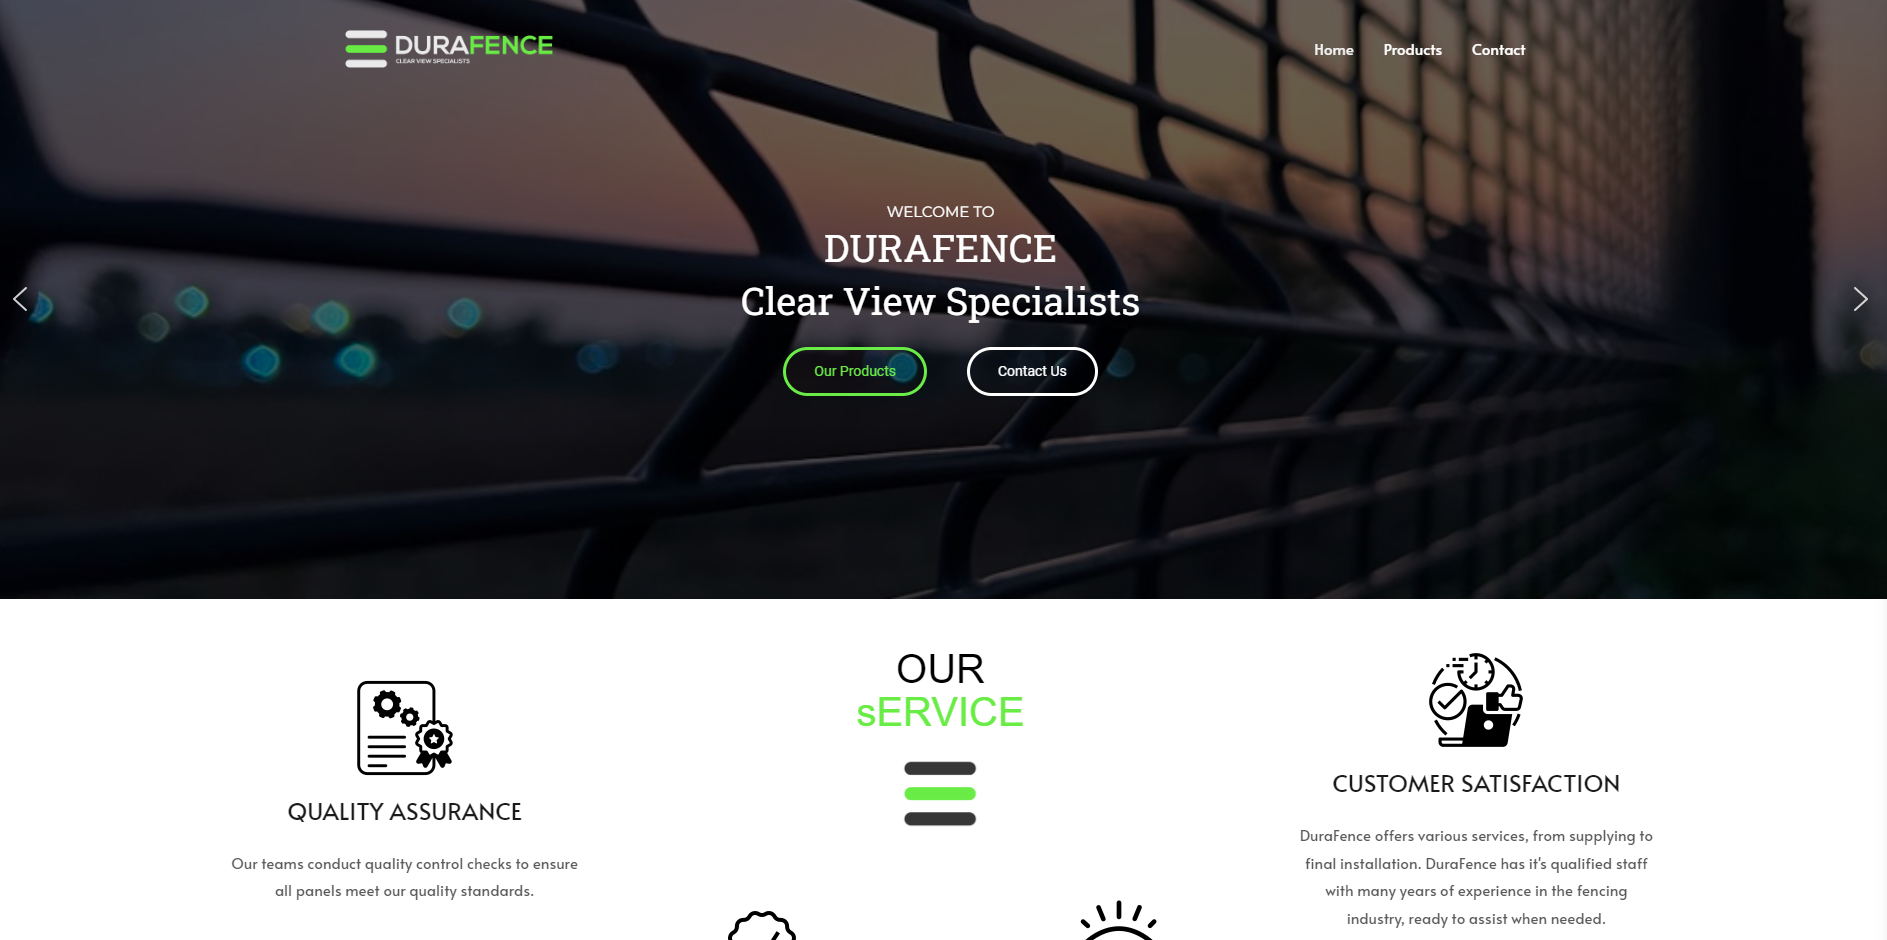 DURAFENCE
CLEAR VIEW SPECIALISTS
Home
Products
Contact
WELCOME TO
DURAFENCE
Clear View Specialists
Our Products
Contact Us
OUR
sERVICE
QUALITY ASSURANCE
Our teams conduct quality control checks to ensure
all panels meet our quality standards.
CUSTOMER SATISFACTION
DuraFence offers various services, from supplying to
final installation. DuraFence has it's qualified staff
with many years of experience in the fencing
industry, ready to assist when needed.